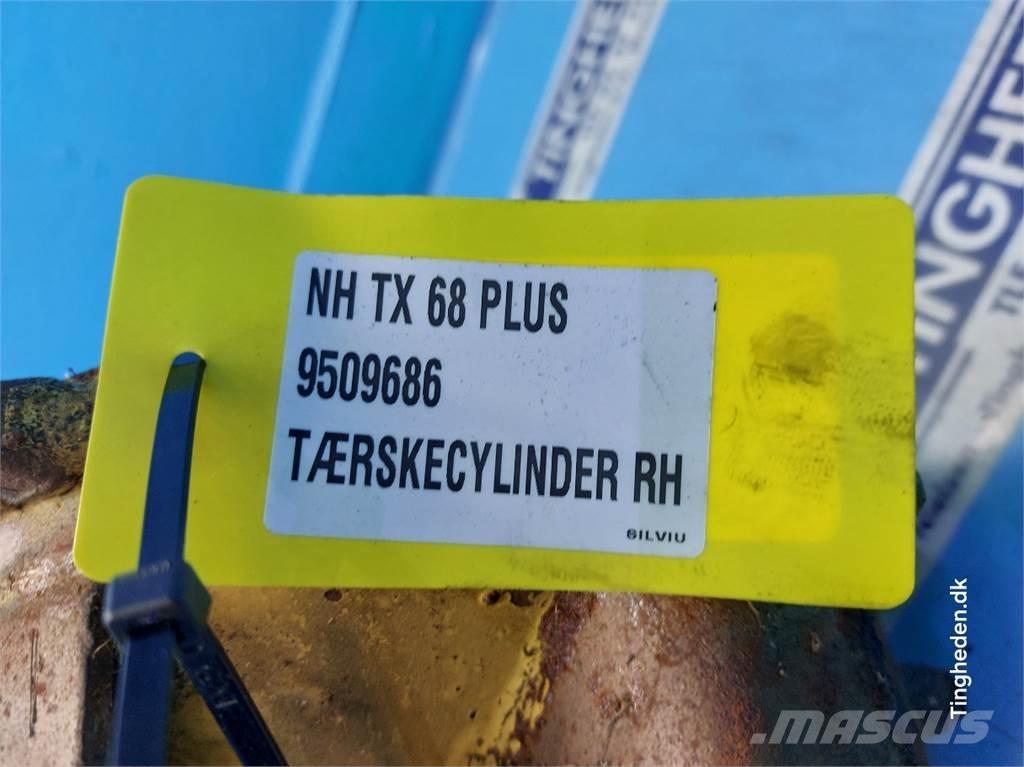 TINGHE
NH TX 68 PLUS
9509686
TÆRSKECYLINDER RH
SILVIU
Tingheden.dk
MASCUS